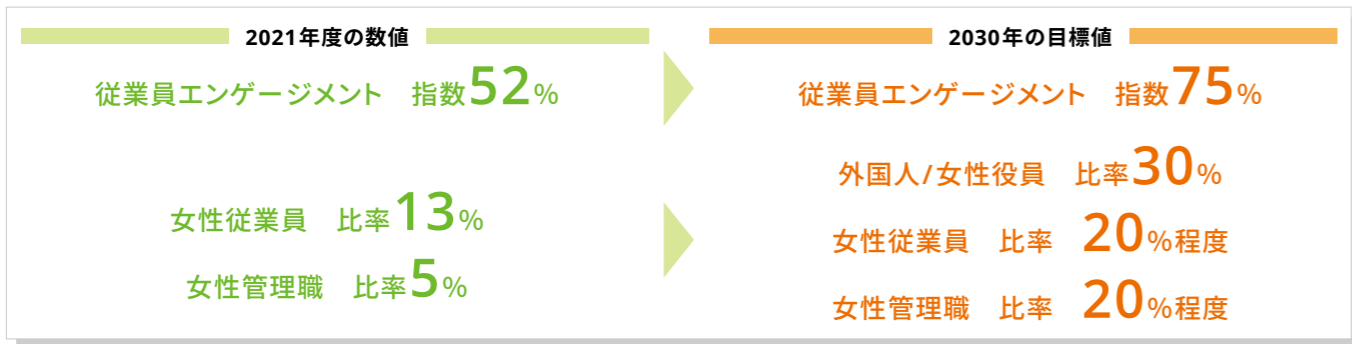 2021年度の数値
従業員エンゲージメント　指数52%
女性従業員　比率13%
女性管理職　比率5%
2030年の目標値
従業員エンゲージメント　指数75%
外国人/女性役員　比率30%
女性従業員　比率　20%程度
女性管理職　比率　20%程度